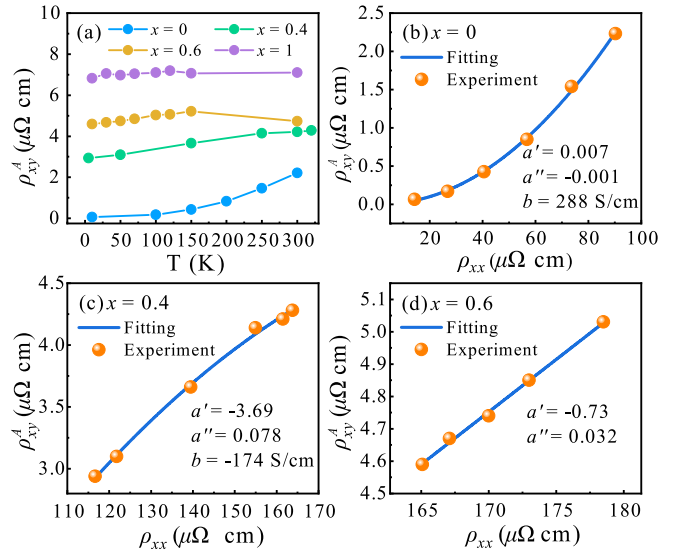 (a)
x = 0
x = 0.4
x = 0.6
x = 1
10
8
6
4
2
0
0
50
100
150
200
250
300
ρ_xy^A (μΩ cm)
T (K)
(b) x = 0
Fitting
Experiment
2.5
2.0
1.5
1.0
0.5
0.0
a′ = 0.007
a″ = -0.001
b = 288 S/cm
20
40
60
80
100
ρ_xy^A (μΩ cm)
ρ_xx (μΩ cm)
(c) x = 0.4
Fitting
Experiment
4.5
4.0
3.5
3.0
a′ = -3.69
a″ = 0.078
b = -174 S/cm
110
120
130
140
150
160
170
ρ_xy^A (μΩ cm)
ρ_xx (μΩ cm)
(d) x = 0.6
Fitting
Experiment
5.1
5.0
4.9
4.8
4.7
4.6
4.5
a′ = -0.73
a″ = 0.032
165
170
175
180
ρ_xy^A (μΩ cm)
ρ_xx (μΩ cm)